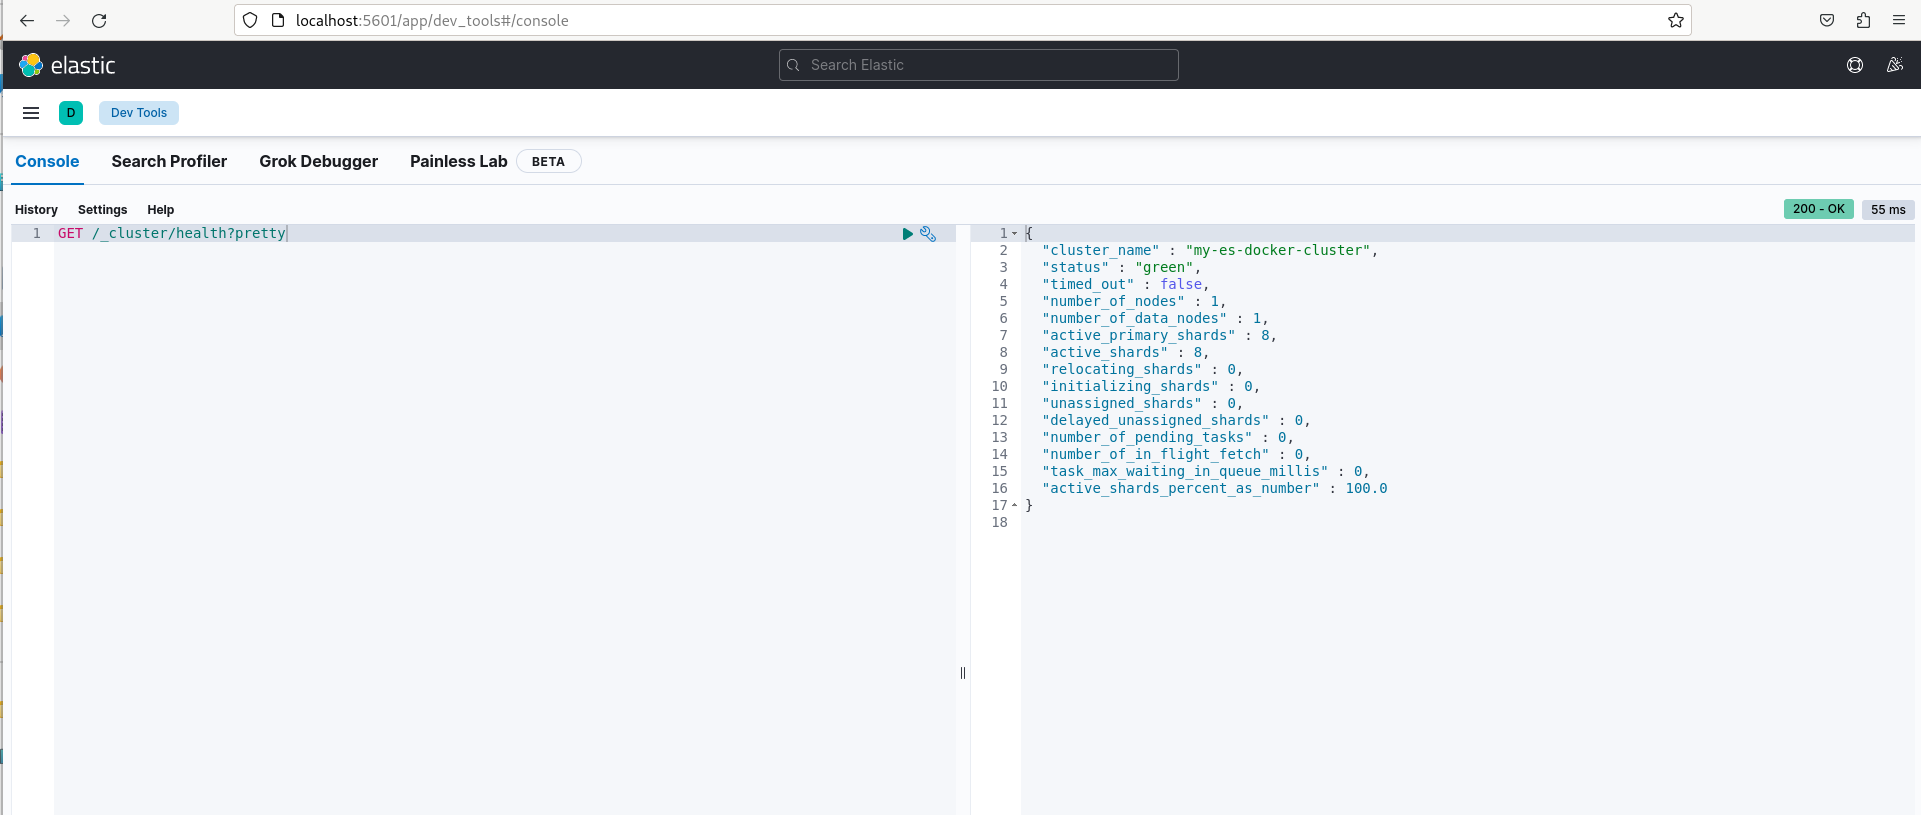 localhost:5601/app/dev_tools#/console
elastic
Search Elastic
D
Dev Tools
Console Search Profiler Grok Debugger Painless Lab BETA
History Settings Help
200 - OK 55 ms
1 GET /_cluster/health?pretty
1 {
2 "cluster_name" : "my-es-docker-cluster",
3 "status" : "green",
4 "timed_out" : false,
5 "number_of_nodes" : 1,
6 "number_of_data_nodes" : 1,
7 "active_primary_shards" : 8,
8 "active_shards" : 8,
9 "relocating_shards" : 0,
10 "initializing_shards" : 0,
11 "unassigned_shards" : 0,
12 "delayed_unassigned_shards" : 0,
13 "number_of_pending_tasks" : 0,
14 "number_of_in_flight_fetch" : 0,
15 "task_max_waiting_in_queue_millis" : 0,
16 "active_shards_percent_as_number" : 100.0
17 }
18